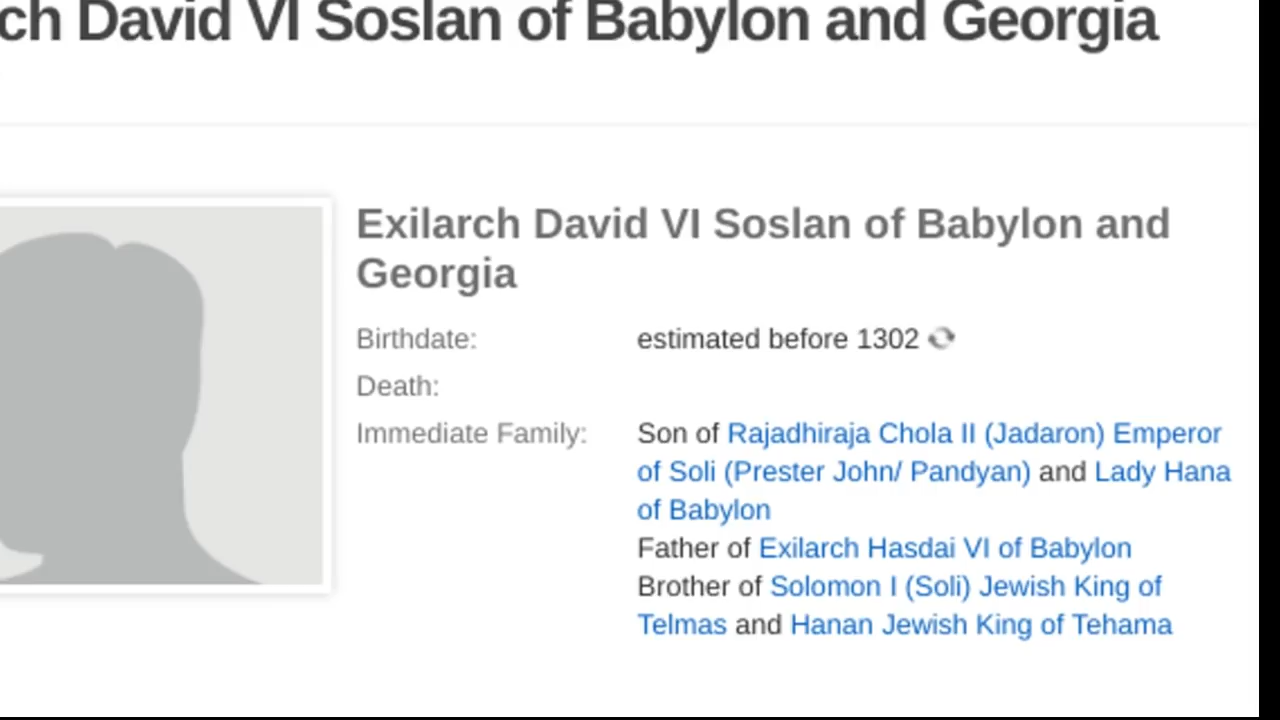 ch David VI Soslan of Babylon and Georgia
Exilarch David VI Soslan of Babylon and
Georgia
Birthdate: estimated before 1302
Death:
Immediate Family: Son of Rajadhiraja Chola II (Jadaron) Emperor
of Soli (Prester John/ Pandyan) and Lady Hana
of Babylon
Father of Exilarch Hasdai VI of Babylon
Brother of Solomon I (Soli) Jewish King of
Telmas and Hanan Jewish King of Tehama